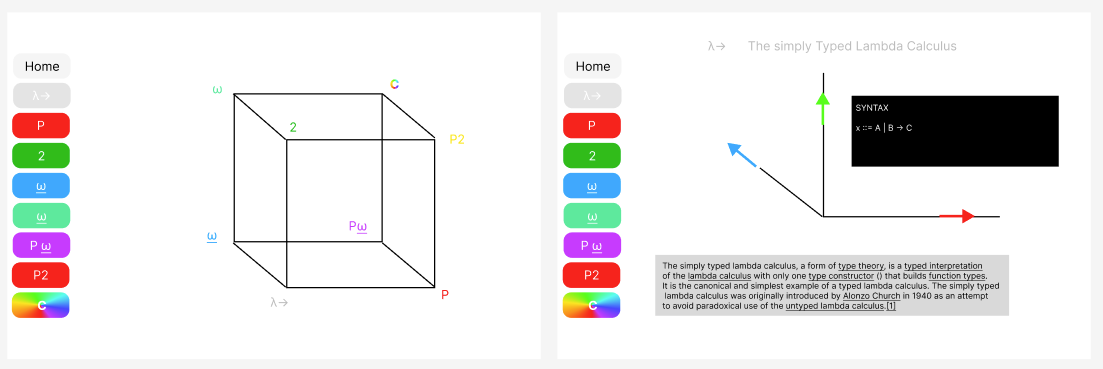 Home
λ→
P
2
ω
ω
P ω
P2
C
ω
C
2
P2
Pω
ω
λ→
P
λ→ The simply Typed Lambda Calculus
Home
λ→
P
2
ω
ω
P ω
P2
C
SYNTAX
x ::= A | B → C
The simply typed lambda calculus, a form of type theory, is a typed interpretation
of the lambda calculus with only one type constructor () that builds function types.
It is the canonical and simplest example of a typed lambda calculus. The simply typed
lambda calculus was originally introduced by Alonzo Church in 1940 as an attempt
to avoid paradoxical use of the untyped lambda calculus.[1]